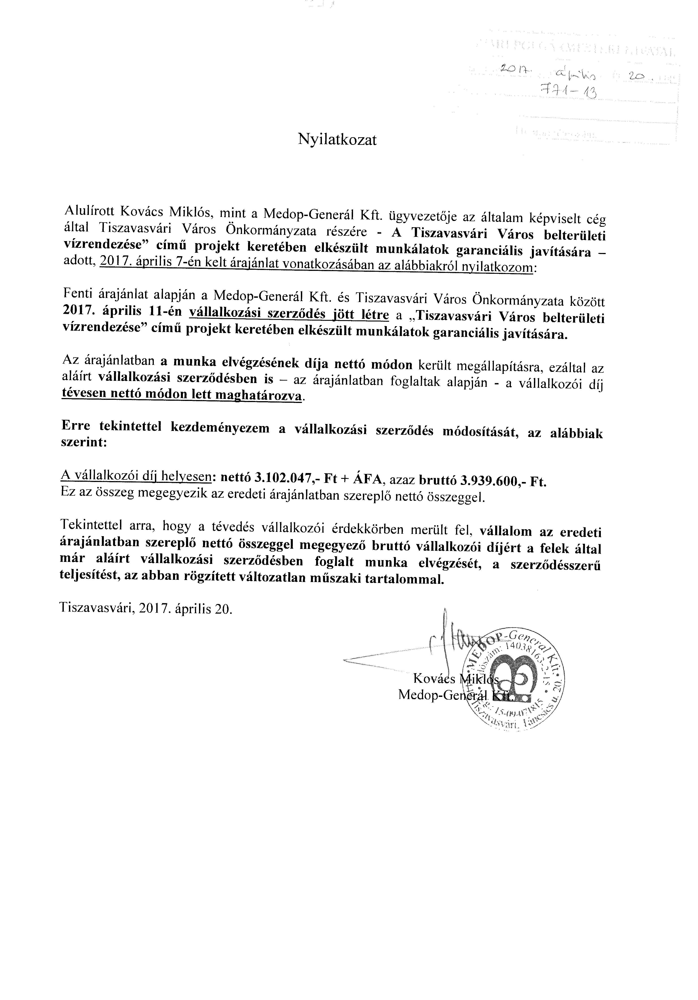 POLGÁRMESTERI HIVATAL
2017. április 20.
771-13
Nyilatkozat
Alulírott Kovács Miklós, mint a Medop-Generál Kft. ügyvezetője az általam képviselt cég
által Tiszavasvári Város Önkormányzata részére - A Tiszavasvári Város belterületi
vízrendezése” című projekt keretében elkészült munkálatok garanciális javítására –
adott, 2017. április 7-én kelt árajánlat vonatkozásában az alábbiakról nyilatkozom:
Fenti árajánlat alapján a Medop-Generál Kft. és Tiszavasvári Város Önkormányzata között
2017. április 11-én vállalkozási szerződés jött létre a „Tiszavasvári Város belterületi
vízrendezése” című projekt keretében elkészült munkálatok garanciális javítására.
Az árajánlatban a munka elvégzésének díja nettó módon került megállapításra, ezáltal az
aláírt vállalkozási szerződésben is – az árajánlatban foglaltak alapján - a vállalkozói díj
tévesen nettó módon lett maghatározva.
Erre tekintettel kezdeményezem a vállalkozási szerződés módosítását, az alábbiak
szerint:
A vállalkozói díj helyesen: nettó 3.102.047,- Ft + ÁFA, azaz bruttó 3.939.600,- Ft.
Ez az összeg megegyezik az eredeti árajánlatban szereplő nettó összeggel.
Tekintettel arra, hogy a tévedés vállalkozói érdekkörben merült fel, vállalom az eredeti
árajánlatban szereplő nettó összeggel megegyező bruttó vállalkozói díjért a felek által
már aláírt vállalkozási szerződésben foglalt munka elvégzését, a szerződésszerű
teljesítést, az abban rögzített változatlan műszaki tartalommal.
Tiszavasvári, 2017. április 20.
Kovács Miklós
Medop-Generál Kft.
MEDOP-General Kft.
Adószám: 14038163-2-15
Cg.: 15-09-071815
Tiszavasvári, Táncsics u. 20.